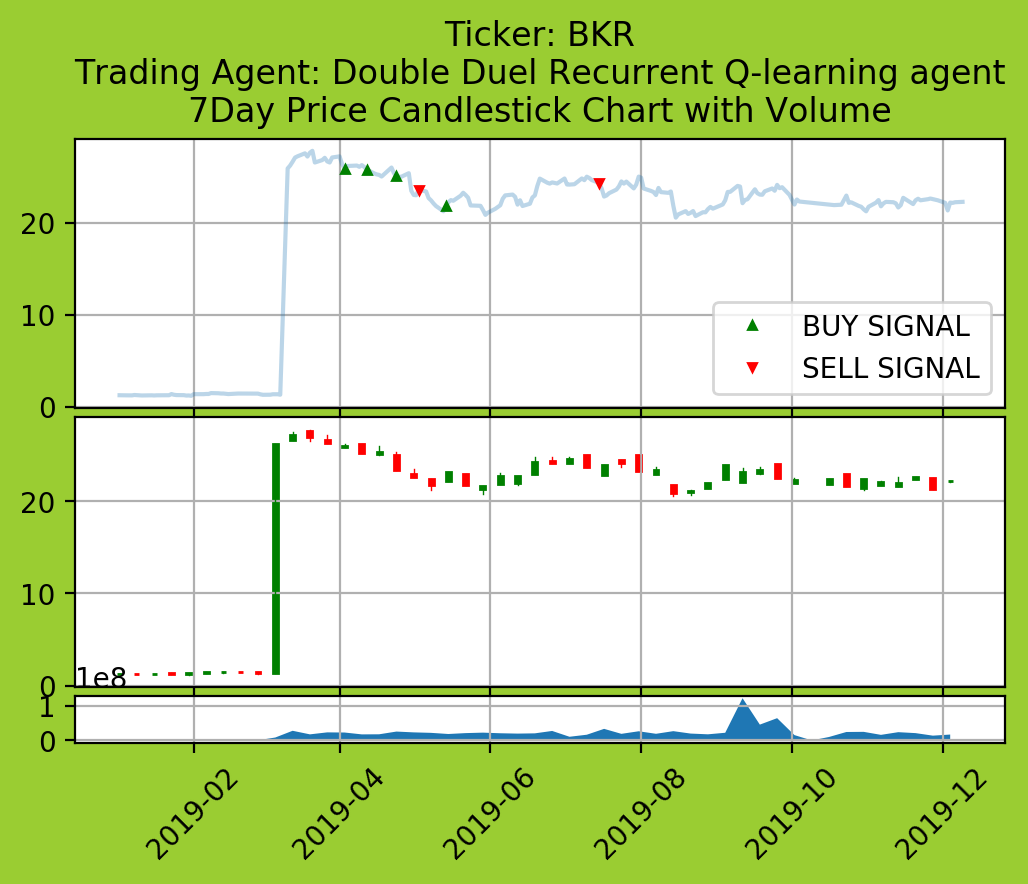 Ticker: BKR
Trading Agent: Double Duel Recurrent Q-learning agent
7Day Price Candlestick Chart with Volume
20
10
0
BUY SIGNAL
SELL SIGNAL
20
10
0
1e8
1
0
2019-02
2019-04
2019-06
2019-08
2019-10
2019-12